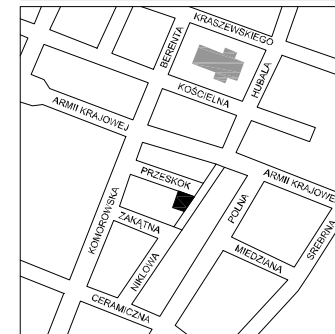 KRASZEWSKIEGO
BERENTA
HUBALA
KOŚCIELNA
ARMII KRAJOWEJ
PRZESKOK
ARMII KRAJOWEJ
KOMOROWSKA
ZAKĄTNA
POLNA
SREBRNA
MIEDZIANA
NIKLOWA
CERAMICZNA